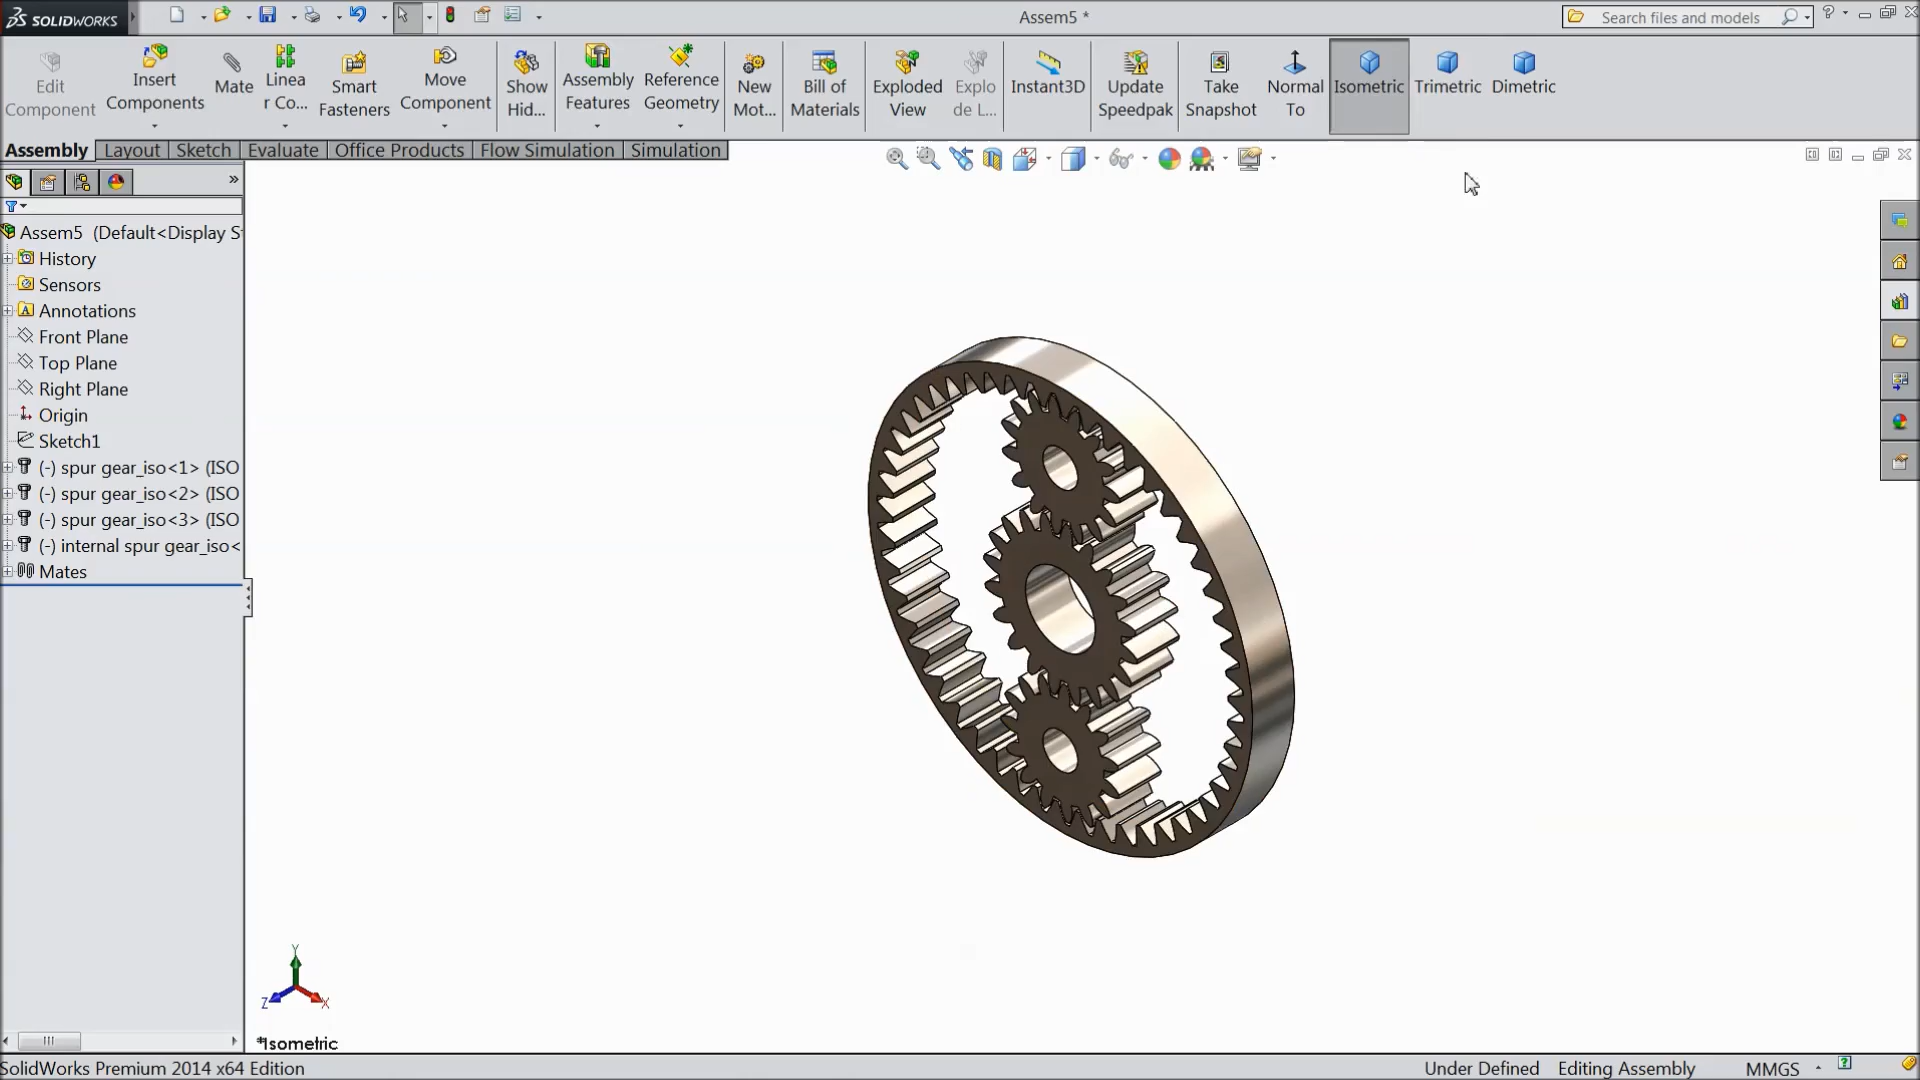 SOLIDWORKS
Assem5 *
Search files and models
Edit Component
Insert Components
Mate
Linea r Co...
Smart Fasteners
Move Component
Show Hid...
Assembly Features
Reference Geometry
New Mot...
Bill of Materials
Exploded View
Explo de L...
Instant3D
Update Speedpak
Take Snapshot
Normal To
Isometric
Trimetric
Dimetric
Assembly
Layout
Sketch
Evaluate
Office Products
Flow Simulation
Simulation
Assem5 (Default<Display S
History
Sensors
Annotations
Front Plane
Top Plane
Right Plane
Origin
Sketch1
(-) spur gear_iso<1> (ISO
(-) spur gear_iso<2> (ISO
(-) spur gear_iso<3> (ISO
(-) internal spur gear_iso<
Mates
Y
Z
X
*Isometric
SolidWorks Premium 2014 x64 Edition
Under Defined
Editing Assembly
MMGS